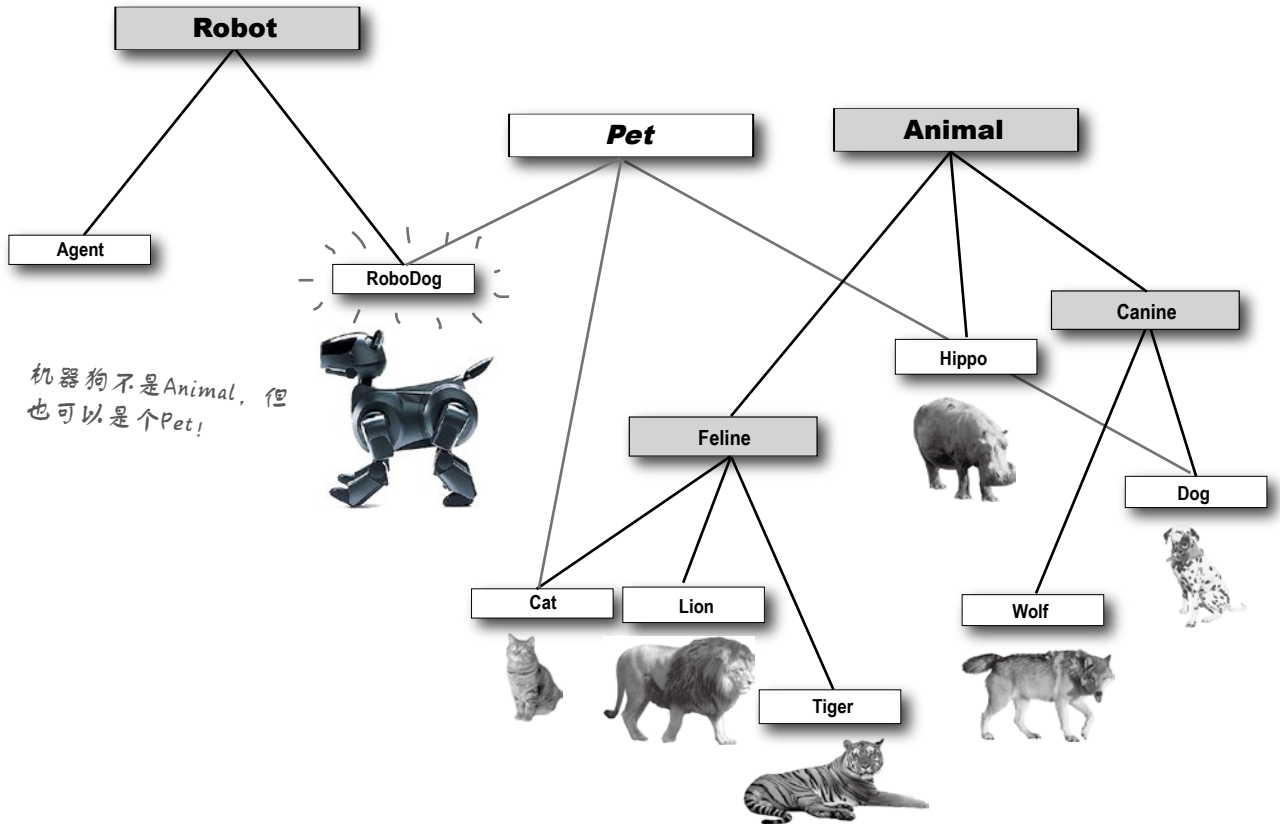 Robot
Pet
Animal
Agent
RoboDog
Canine
Hippo
机器狗不是Animal，但
也可以是个Pet！
Feline
Dog
Cat
Lion
Wolf
Tiger